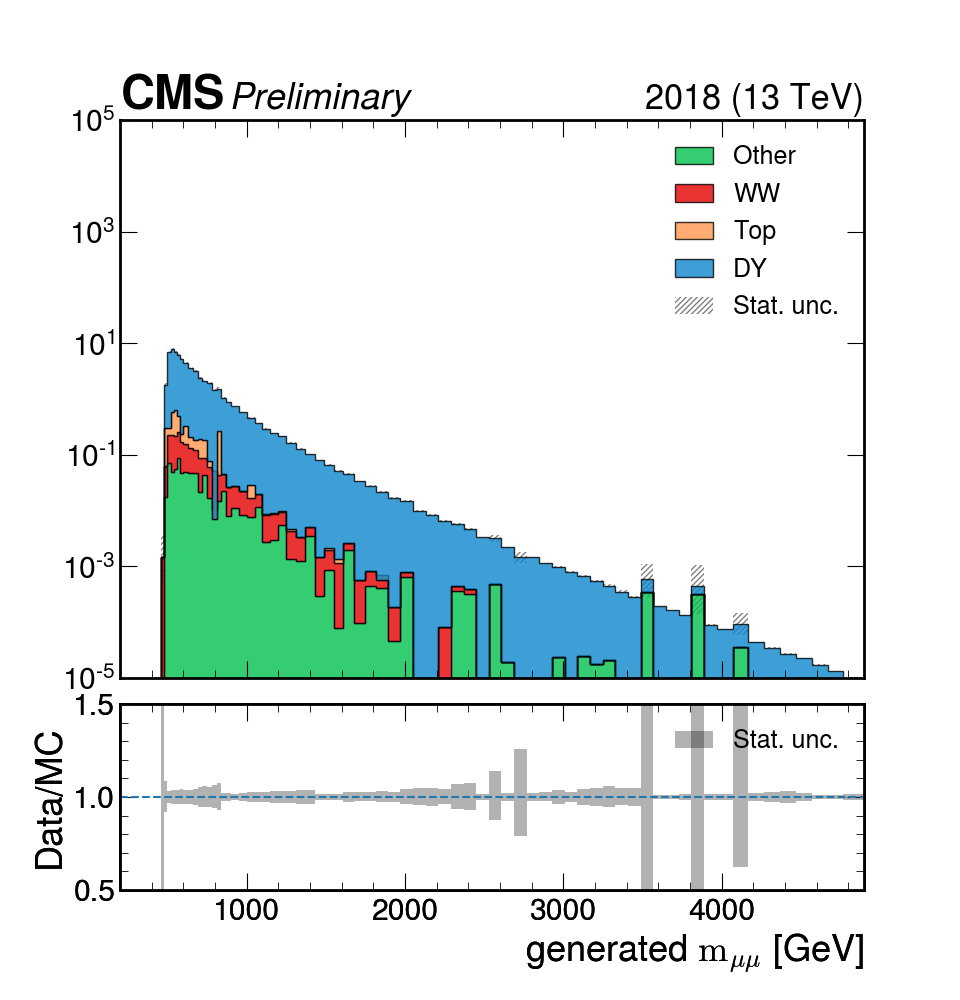 CMS Preliminary 2018 (13 TeV)
10^5
10^3
10^1
10^-1
10^-3
10^-5
Other
WW
Top
DY
Stat. unc.
Data/MC
1.5
1.0
0.5
Stat. unc.
1000 2000 3000 4000
generated m_μμ [GeV]